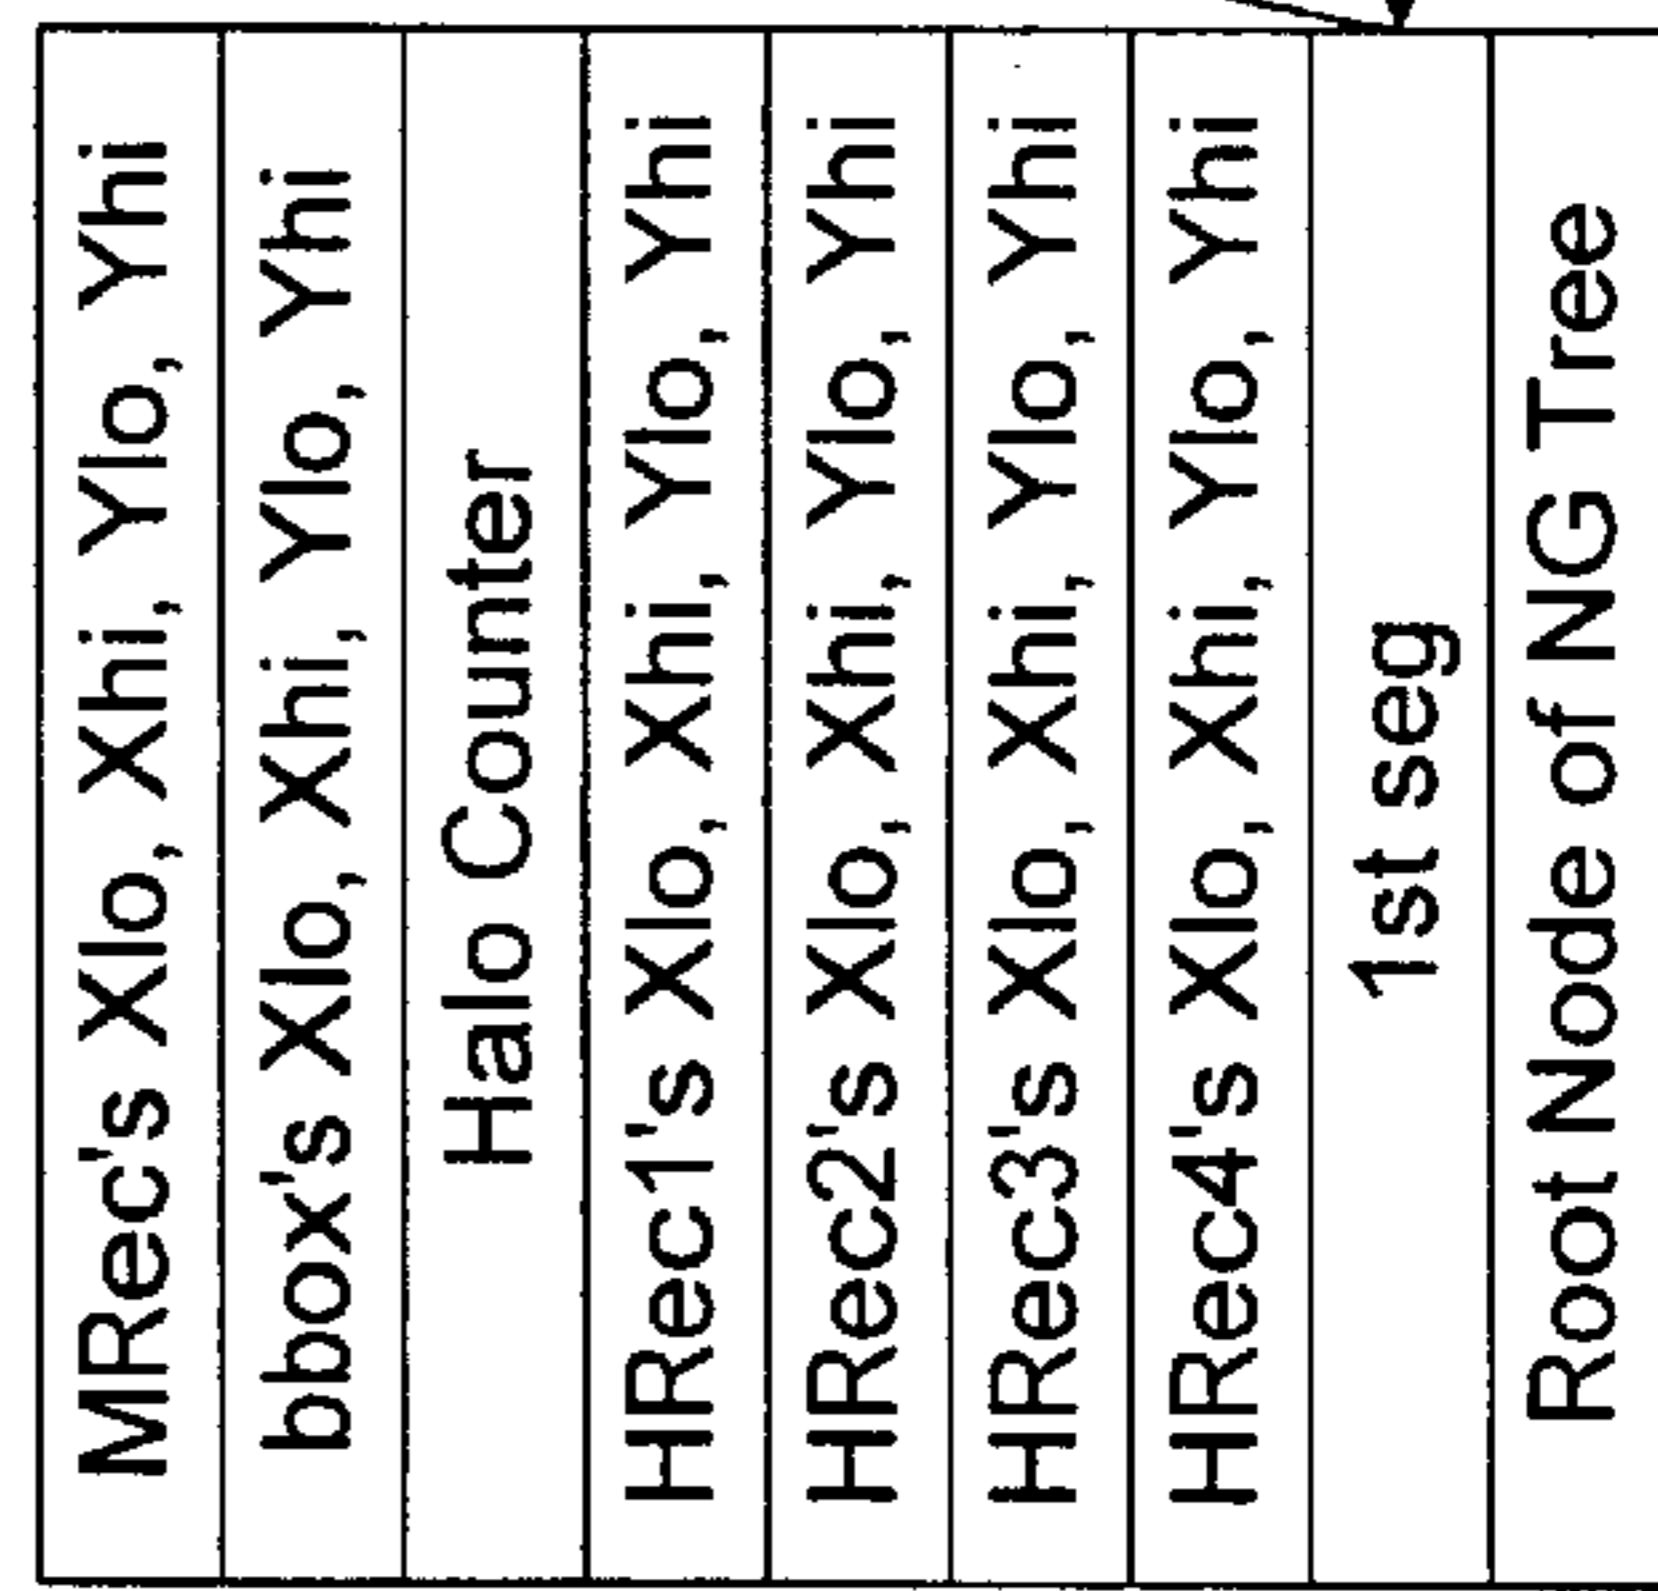 MRec's Xlo, Xhi, Ylo, Yhi
bbox's Xlo, Xhi, Ylo, Yhi
Halo Counter
HRec1's Xlo, Xhi, Ylo, Yhi
HRec2's Xlo, Xhi, Ylo, Yhi
HRec3's Xlo, Xhi, Ylo, Yhi
HRec4's Xlo, Xhi, Ylo, Yhi
1st seg
Root Node of NG Tree